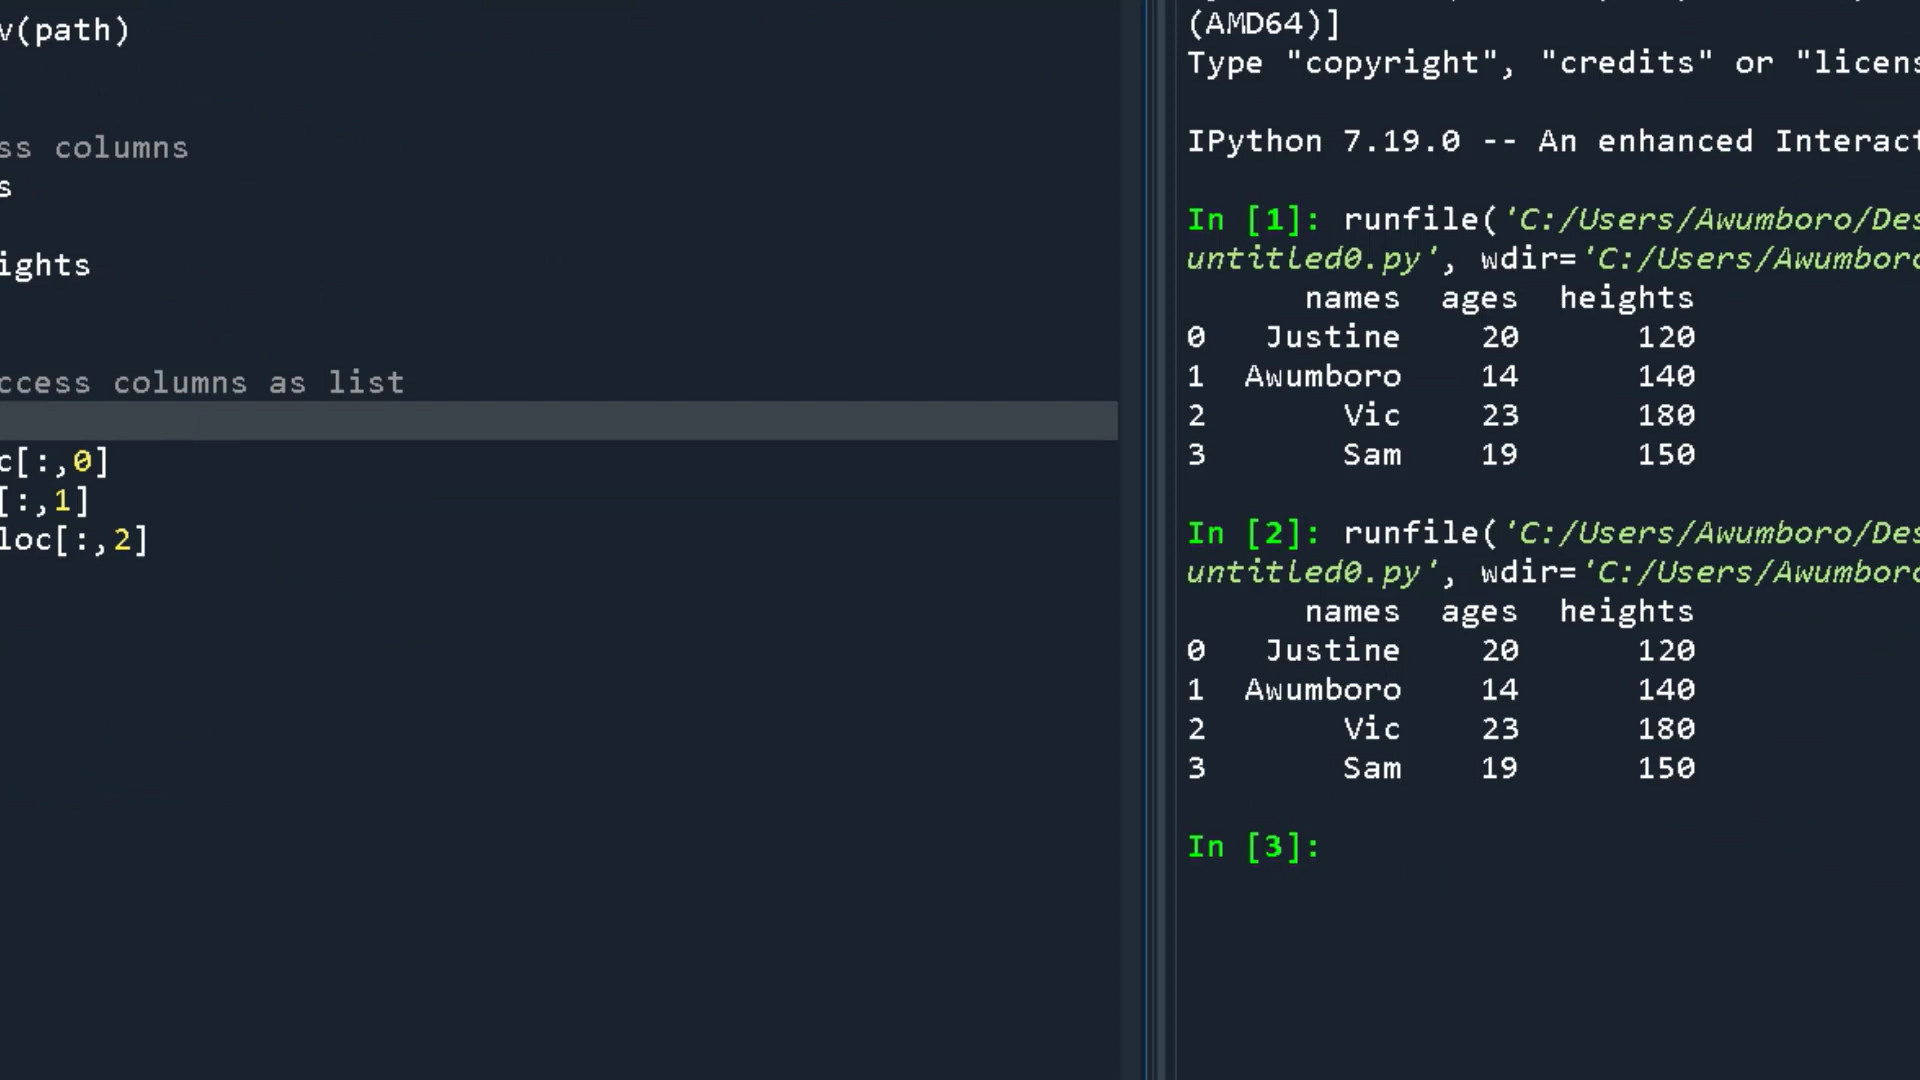 v(path)
ss columns
s
ights
ccess columns as list
c[:,0]
[:,1]
loc[:,2]
(AMD64)]
Type "copyright", "credits" or "licens
IPython 7.19.0 -- An enhanced Interact
In [1]: runfile('C:/Users/Awumboro/Des
untitled0.py', wdir='C:/Users/Awumboro
names ages heights
0 Justine 20 120
1 Awumboro 14 140
2 Vic 23 180
3 Sam 19 150
In [2]: runfile('C:/Users/Awumboro/Des
untitled0.py', wdir='C:/Users/Awumboro
names ages heights
0 Justine 20 120
1 Awumboro 14 140
2 Vic 23 180
3 Sam 19 150
In [3]: